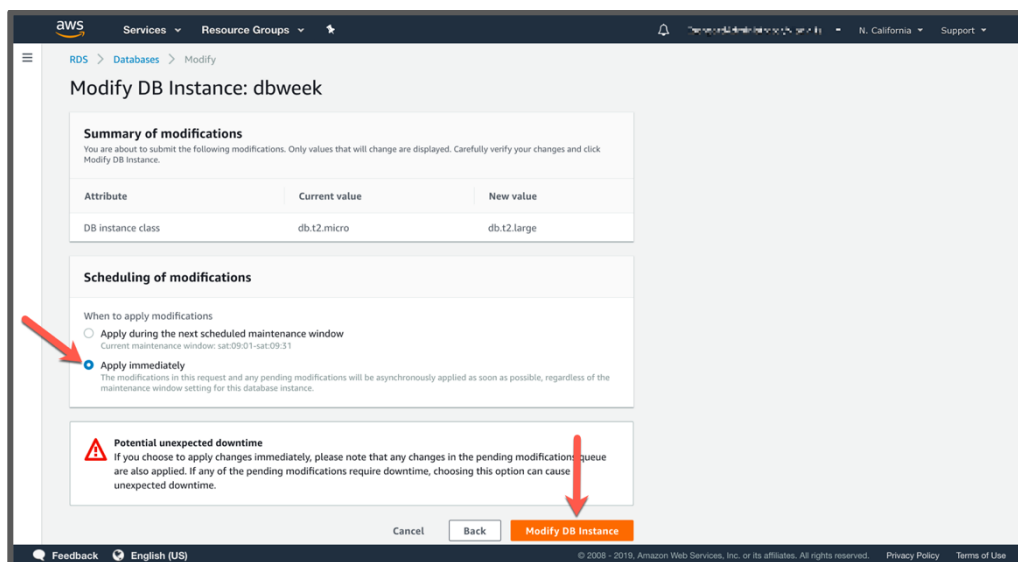 aws Services Resource Groups N. California Support
RDS > Databases > Modify
Modify DB Instance: dbweek
Summary of modifications
You are about to submit the following modifications. Only values that will change are displayed. Carefully verify your changes and click
Modify DB Instance.
Attribute Current value New value
DB instance class db.t2.micro db.t2.large
Scheduling of modifications
When to apply modifications
Apply during the next scheduled maintenance window
Current maintenance window: sat:09:01-sat:09:31
Apply immediately
The modifications in this request and any pending modifications will be asynchronously applied as soon as possible, regardless of the
maintenance window setting for this database instance.
Potential unexpected downtime
If you choose to apply changes immediately, please note that any changes in the pending modifications queue
are also applied. If any of the pending modifications require downtime, choosing this option can cause
unexpected downtime.
Cancel Back Modify DB Instance
Feedback English (US) © 2008 - 2019, Amazon Web Services, Inc. or its affiliates. All rights reserved. Privacy Policy Terms of Use